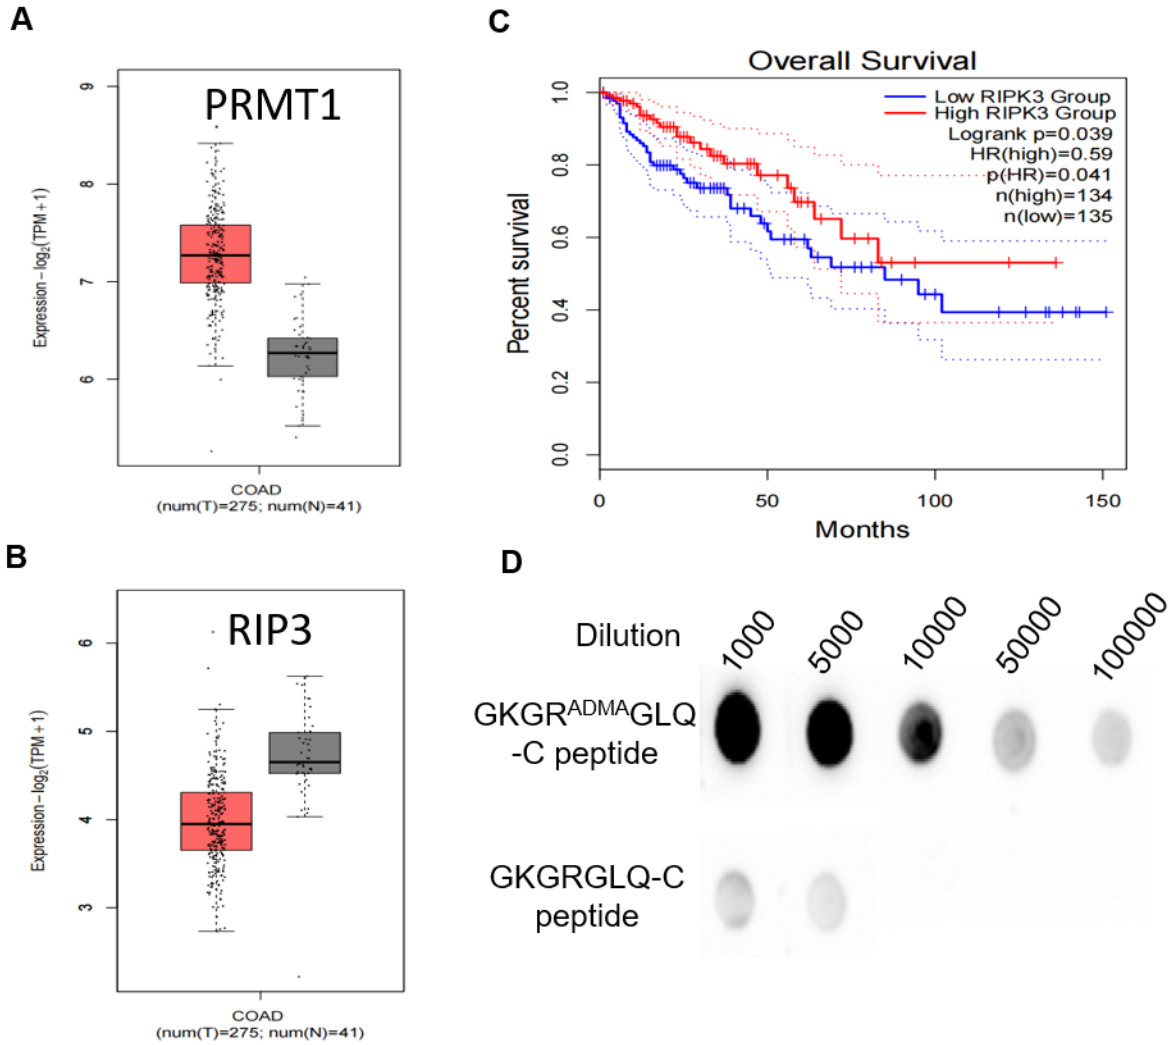 A
PRMT1
Expression – log₂(TPM + 1)
9
8
7
6
COAD
(num(T)=275; num(N)=41)
B
RIP3
Expression – log₂(TPM + 1)
6
5
4
3
COAD
(num(T)=275; num(N)=41)
C
Overall Survival
Low RIPK3 Group
High RIPK3 Group
Logrank p=0.039
HR(high)=0.59
p(HR)=0.041
n(high)=134
n(low)=135
Percent survival
1.0
0.8
0.6
0.4
0.2
0.0
0 50 100 150
Months
D
Dilution 1000 5000 10000 50000 100000
GKGRᴬᴰᴹᴬGLQ
-C peptide
GKGRGLQ-C
peptide